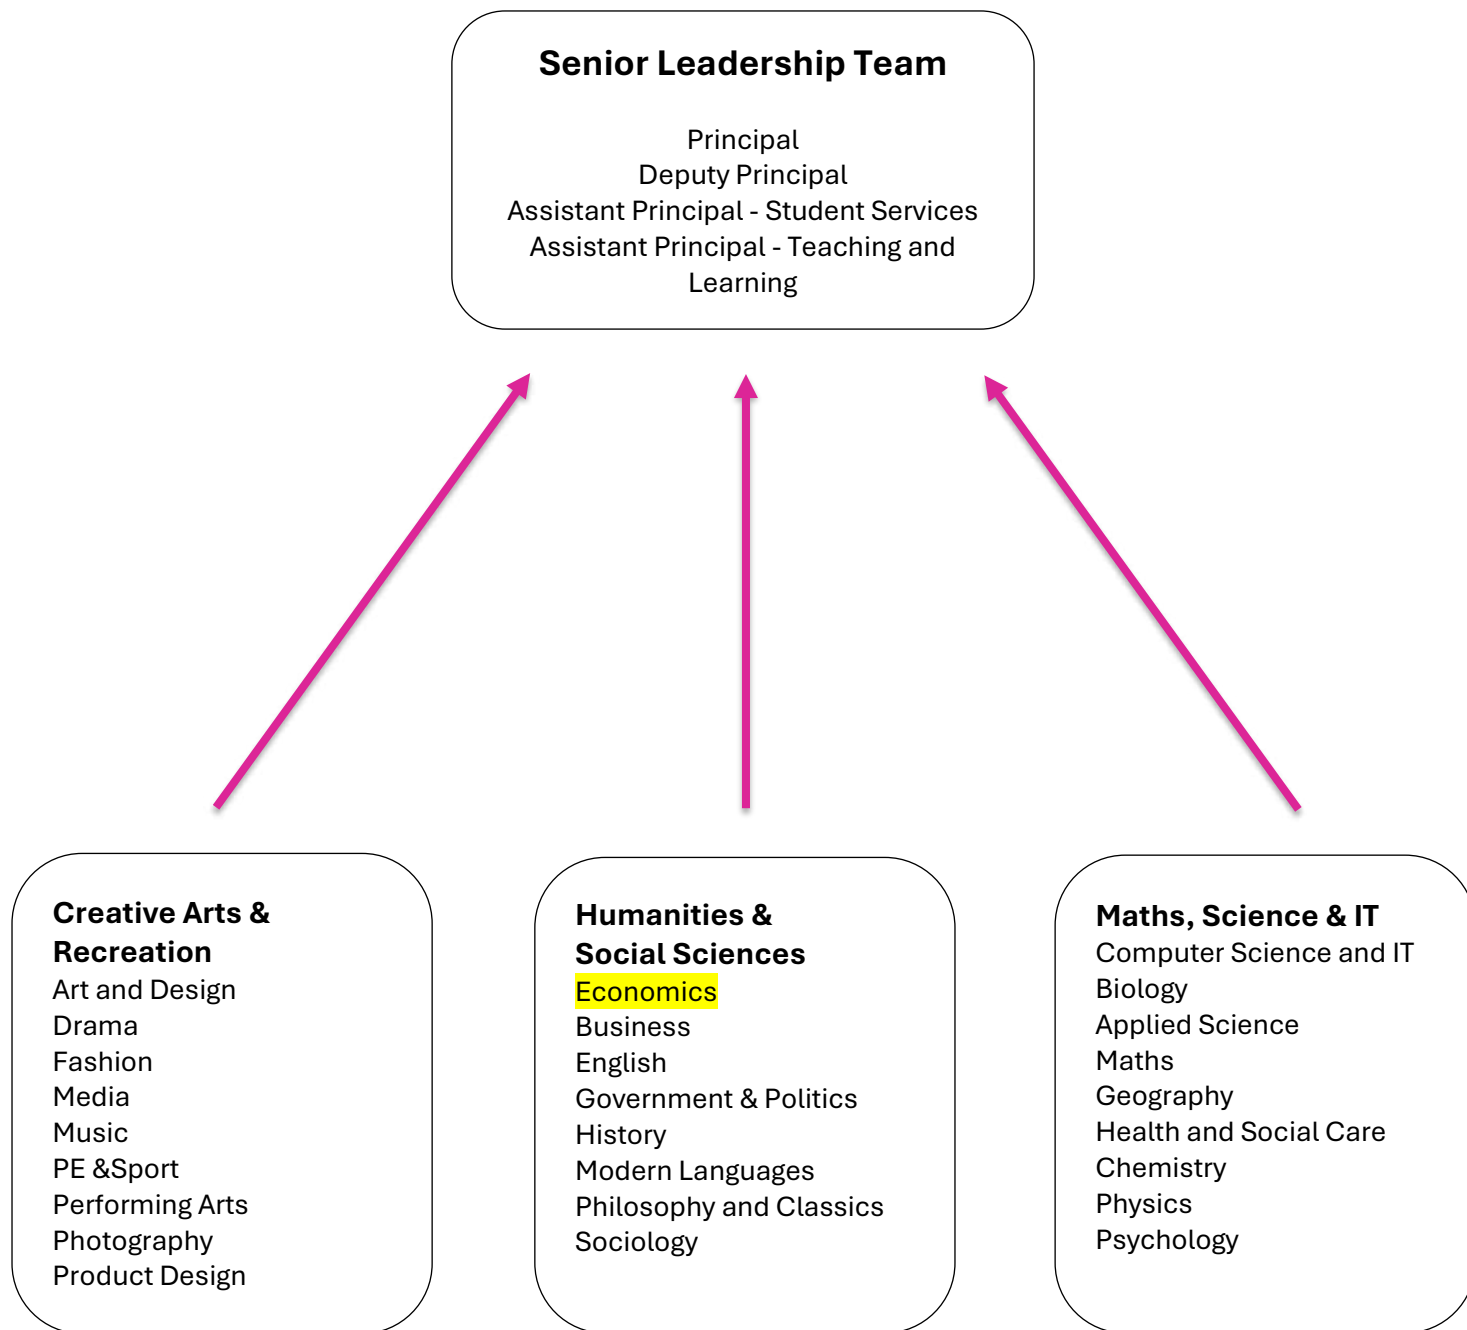 Senior Leadership Team
Principal
Deputy Principal
Assistant Principal - Student Services
Assistant Principal - Teaching and
Learning
Creative Arts &
Recreation
Art and Design
Drama
Fashion
Media
Music
PE &Sport
Performing Arts
Photography
Product Design
Humanities &
Social Sciences
Economics
Business
English
Government & Politics
History
Modern Languages
Philosophy and Classics
Sociology
Maths, Science & IT
Computer Science and IT
Biology
Applied Science
Maths
Geography
Health and Social Care
Chemistry
Physics
Psychology